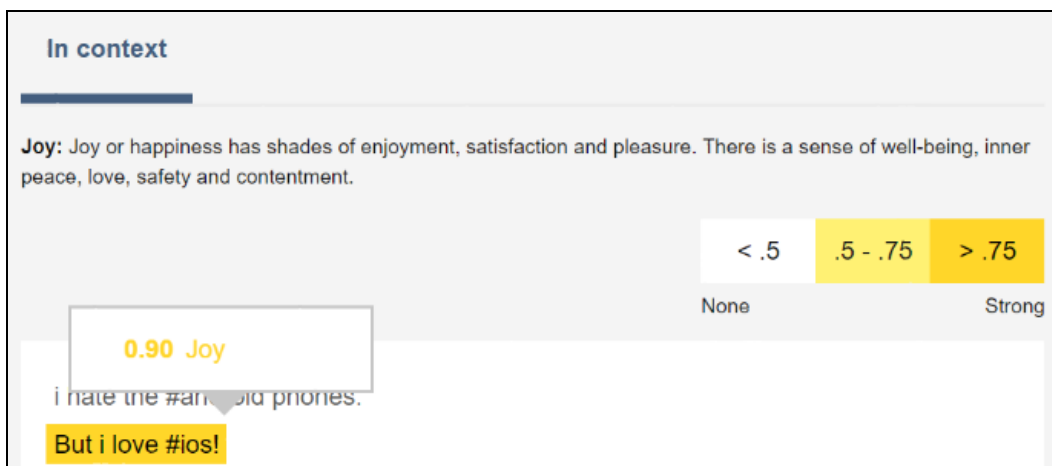 In context
Joy: Joy or happiness has shades of enjoyment, satisfaction and pleasure. There is a sense of well-being, inner
peace, love, safety and contentment.
< .5 .5 - .75 > .75
None Strong
0.90 Joy
i hate the #android phones.
But i love #ios!